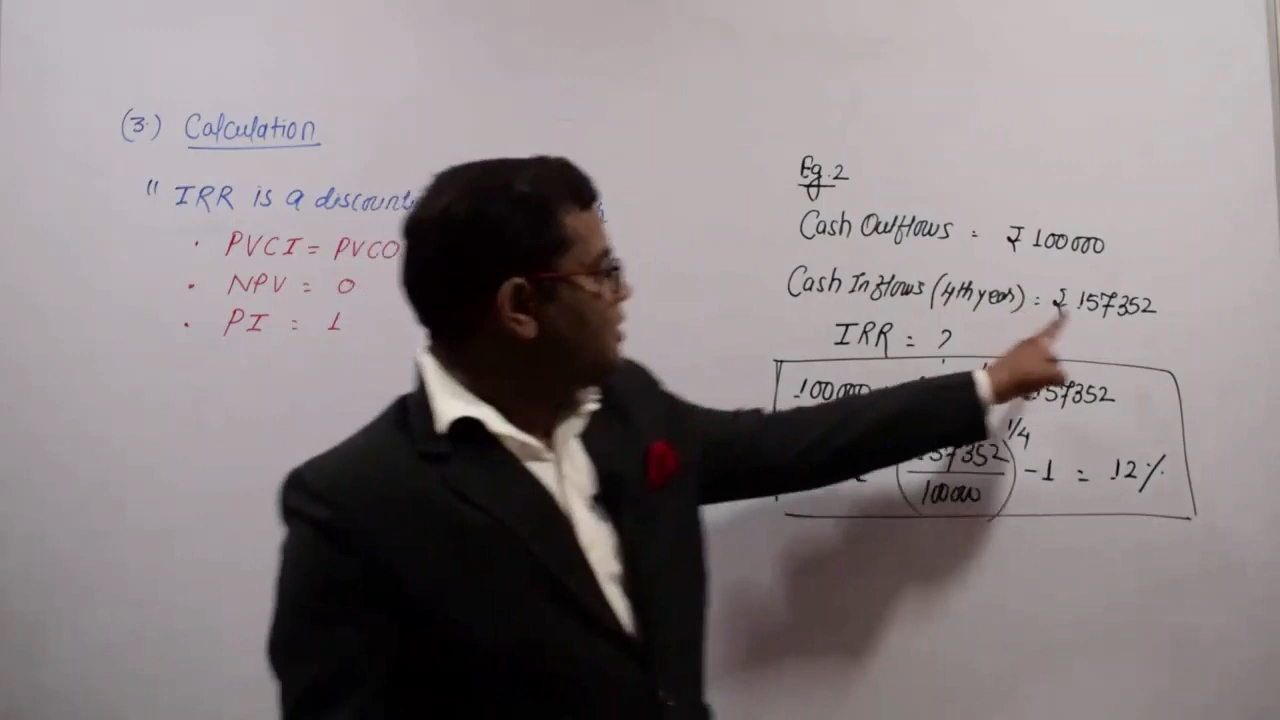 (3.) Calculation
" IRR is a discount
· PVCI = PVCO
· NPV = 0
· PI = 1
Eg. 2
Cash Outflows = ₹ 100000
Cash Inflows (4th year) = ₹ 157352
IRR = ?
100000 157352
157352 1/4
100000 - 1 = 12%